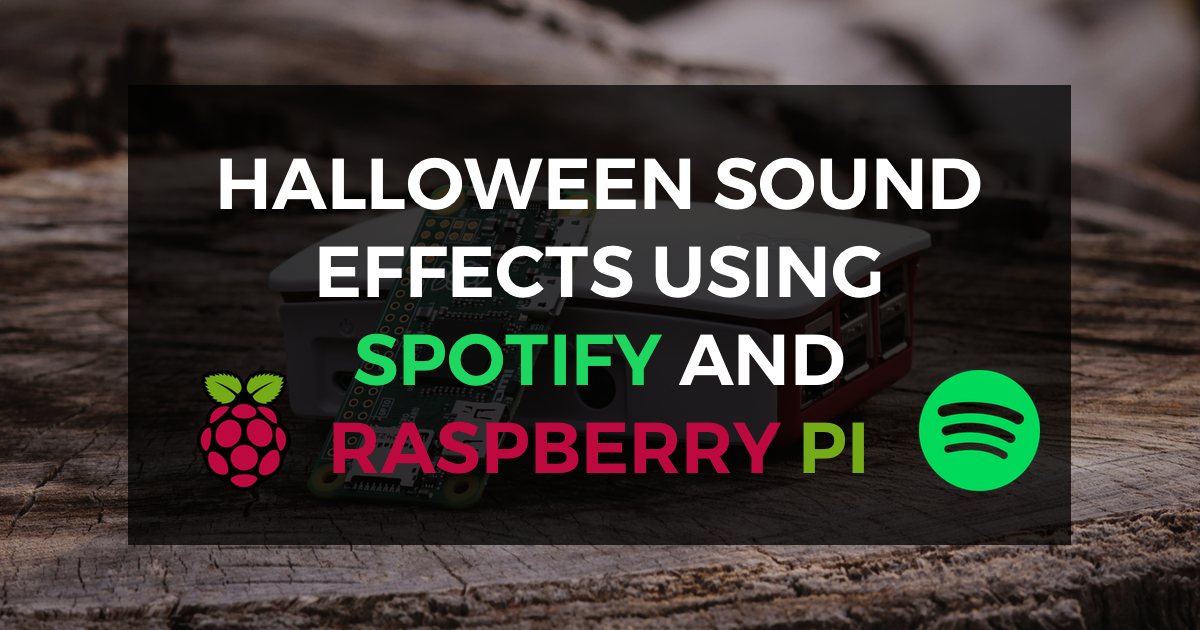 HALLOWEEN SOUND
EFFECTS USING
SPOTIFY AND
RASPBERRY PI